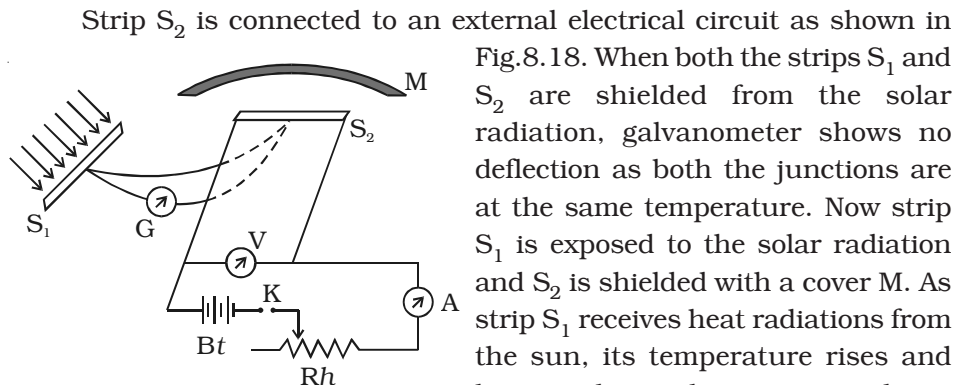 Strip S₂ is connected to an external electrical circuit as shown in
Fig.8.18. When both the strips S₁ and
S₂ are shielded from the solar
radiation, galvanometer shows no
deflection as both the junctions are
at the same temperature. Now strip
S₁ is exposed to the solar radiation
and S₂ is shielded with a cover M. As
strip S₁ receives heat radiations from
the sun, its temperature rises and
M
S₂
S₁
G
V
K
A
Bt
Rh